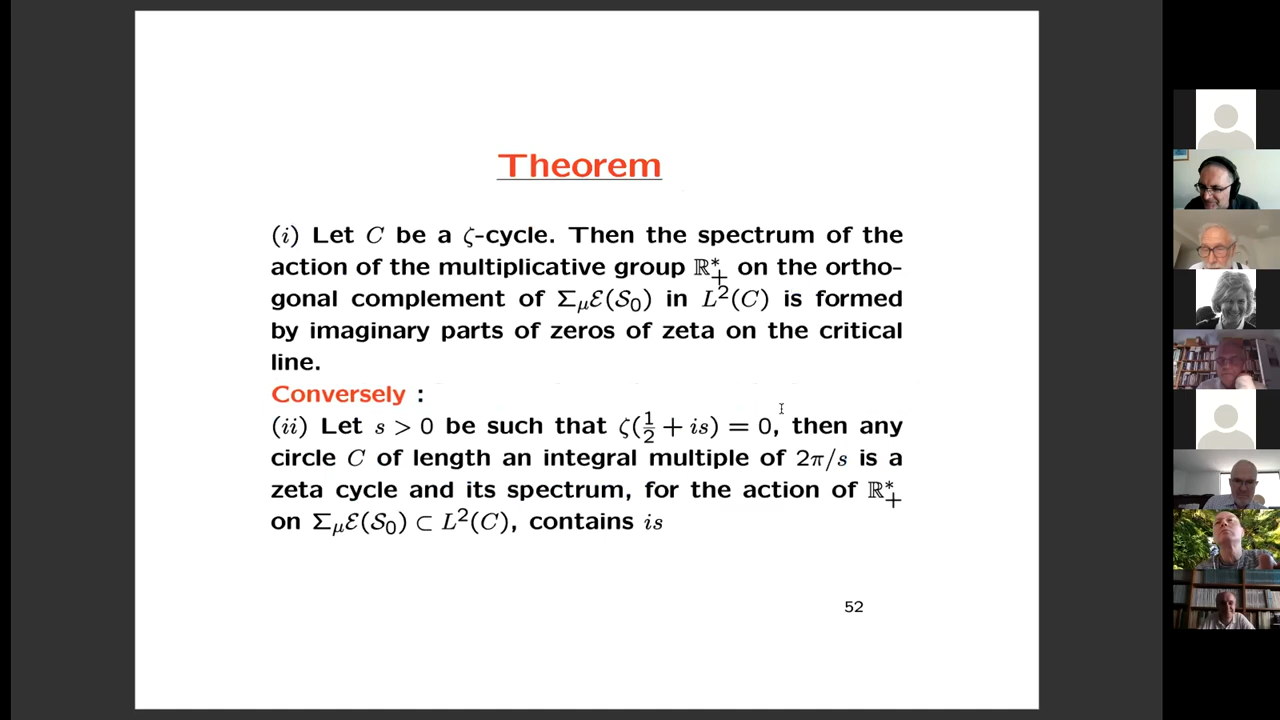 Theorem
(i) Let C be a ζ-cycle. Then the spectrum of the
action of the multiplicative group ℝ*₊ on the ortho-
gonal complement of Σ_μℰ(𝒮₀) in L²(C) is formed
by imaginary parts of zeros of zeta on the critical
line.
Conversely :
(ii) Let s > 0 be such that ζ(½ + is) = 0, then any
circle C of length an integral multiple of 2π/s is a
zeta cycle and its spectrum, for the action of ℝ*₊
on Σ_μℰ(𝒮₀) ⊂ L²(C), contains is
52